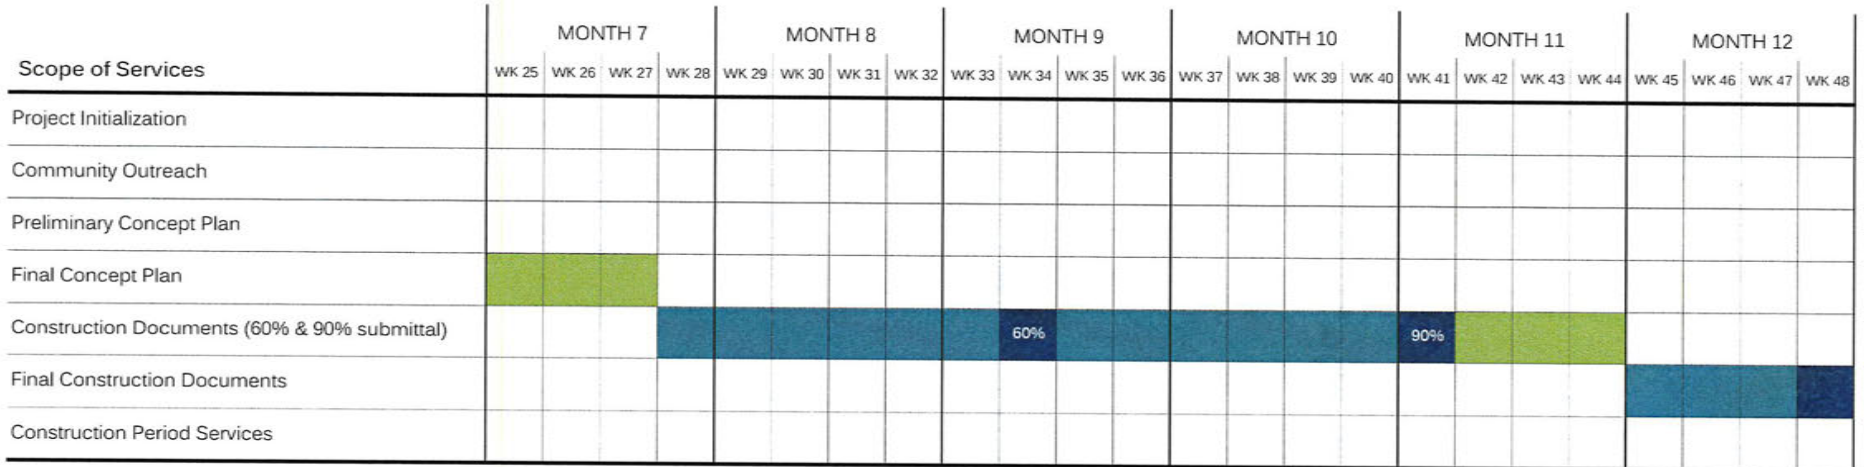 MONTH 7 MONTH 8 MONTH 9 MONTH 10 MONTH 11 MONTH 12
Scope of Services WK 25 WK 26 WK 27 WK 28 WK 29 WK 30 WK 31 WK 32 WK 33 WK 34 WK 35 WK 36 WK 37 WK 38 WK 39 WK 40 WK 41 WK 42 WK 43 WK 44 WK 45 WK 46 WK 47 WK 48
Project Initialization
Community Outreach
Preliminary Concept Plan
Final Concept Plan
Construction Documents (60% & 90% submittal) 60% 90%
Final Construction Documents
Construction Period Services